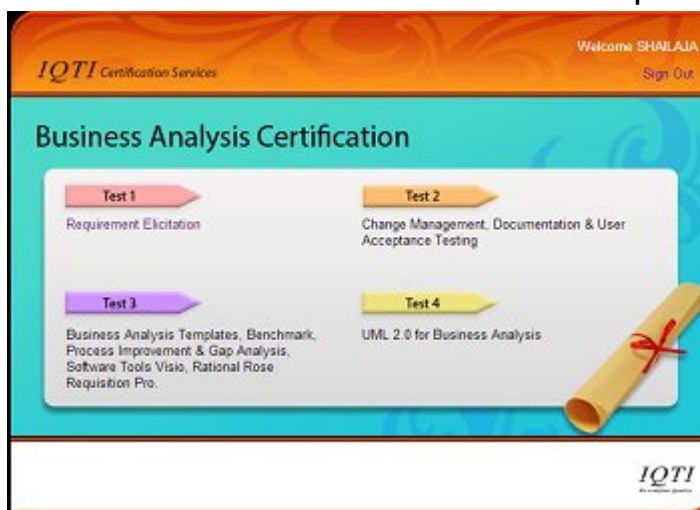 Welcome SHAILAJA
IQTI Certification Services
Sign Out
Business Analysis Certification
Test 1
Requirement Elicitation
Test 2
Change Management, Documentation & User
Acceptance Testing
Test 3
Business Analysis Templates, Benchmark,
Process Improvement & Gap Analysis,
Software Tools Visio, Rational Rose
Requisition Pro.
Test 4
UML 2.0 for Business Analysis
IQTI